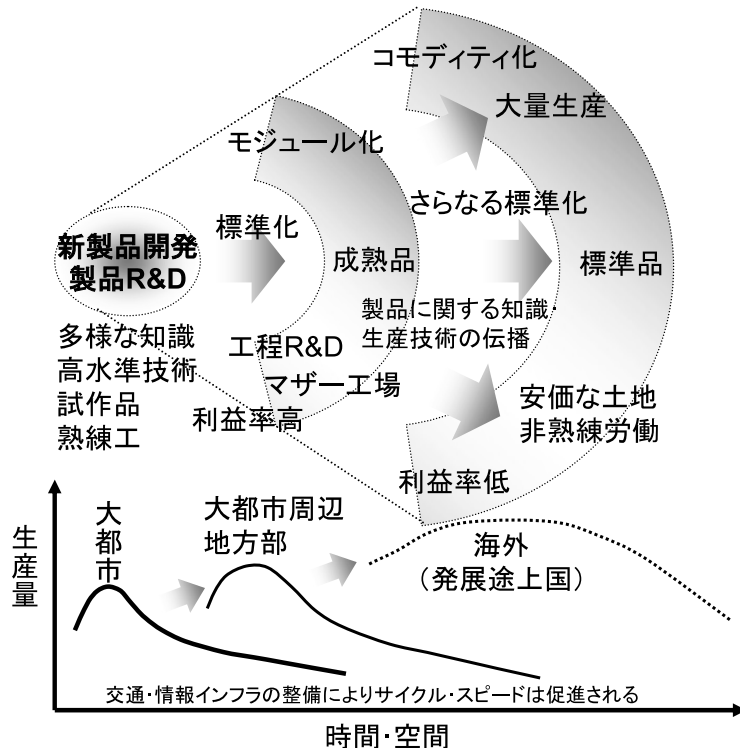 コモディティ化
大量生産
モジュール化
さらなる標準化
標準化
新製品開発
製品R&D
成熟品
標準品
製品に関する知識・
生産技術の伝播
多様な知識
高水準技術
試作品
熟練工
工程R&D
マザー工場
利益率高
安価な土地
非熟練労働
利益率低
生産量
大都市
大都市周辺
地方部
海外
（発展途上国）
交通・情報インフラの整備によりサイクル・スピードは促進される
時間・空間